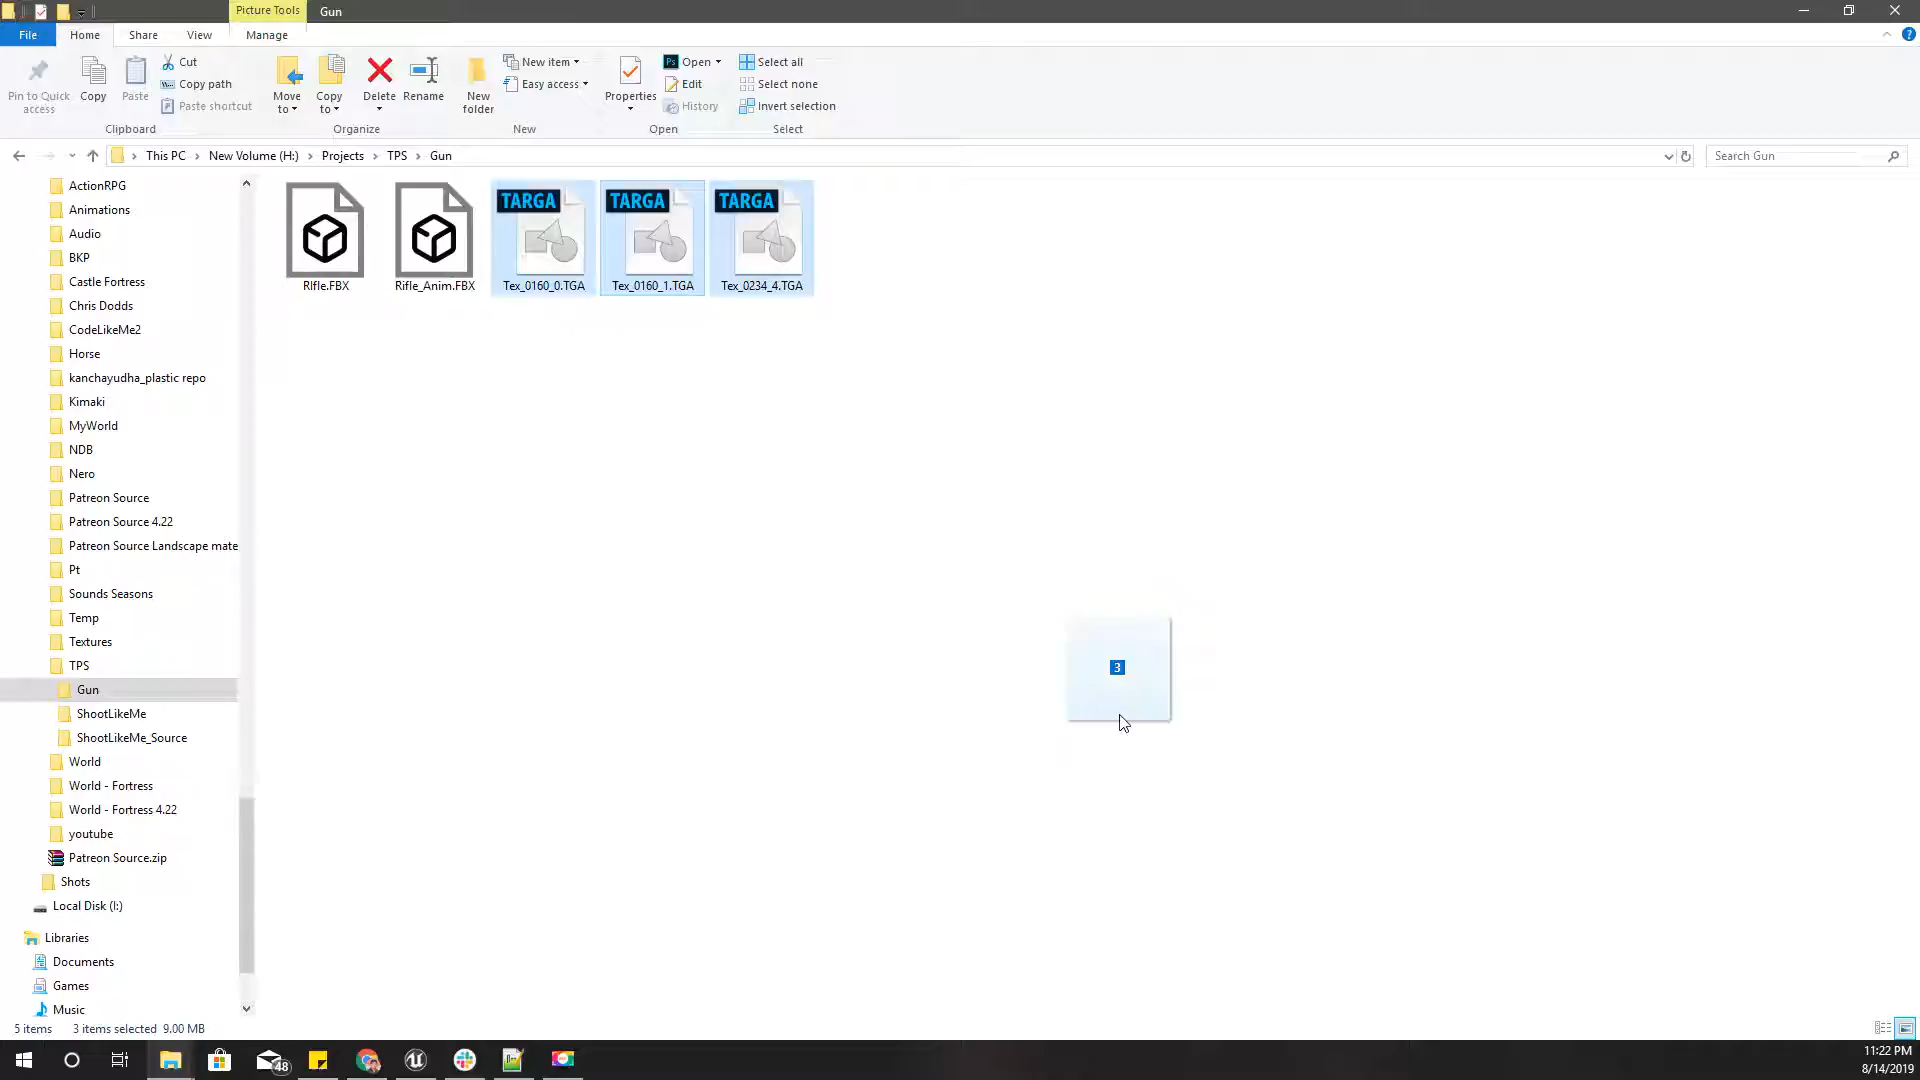 Picture Tools Gun
File Home Share View Manage
Pin to Quick access
Copy
Paste
Cut
Copy path
Paste shortcut
Clipboard
Move to
Copy to
Delete
Rename
Organize
New folder
New item
Easy access
New
Properties
Ps Open
Edit
History
Open
Select all
Select none
Invert selection
Select
This PC New Volume (H:) Projects TPS Gun
Search Gun
ActionRPG
Animations
Audio
BKP
Castle Fortress
Chris Dodds
CodeLikeMe2
Horse
kanchayudha_plastic repo
Kimaki
MyWorld
NDB
Nero
Patreon Source
Patreon Source 4.22
Patreon Source Landscape mate
Pt
Sounds Seasons
Temp
Textures
TPS
Gun
ShootLikeMe
ShootLikeMe_Source
World
World - Fortress
World - Fortress 4.22
youtube
Patreon Source.zip
Shots
Local Disk (I:)
Libraries
Documents
Games
Music
TARGA TARGA TARGA
RIfle.FBX Rifle_Anim.FBX Tex_0160_0.TGA Tex_0160_1.TGA Tex_0234_4.TGA
3
5 items 3 items selected 9.00 MB
48
11:22 PM
8/14/2019